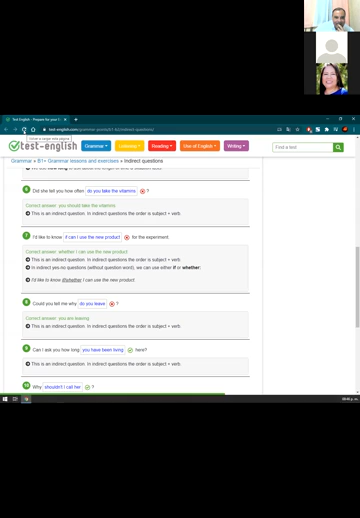 Test-English - Prepare for your E
test-english.com/grammar-points/b1-b2/indirect-questions/
test-english
Grammar
Listening
Reading
Use of English
Writing
Find a test
Grammar » B1+ Grammar lessons and exercises » Indirect questions
6 Did she tell you how often do you take the vitamins ?
Correct answer: you should take the vitamins
This is an indirect question. In indirect questions the order is subject + verb.
7 I'd like to know if can I use the new product for the experiment.
Correct answer: whether I can use the new product
This is an indirect question. In indirect questions the order is subject + verb.
In indirect yes-no questions (without question word), we can use either if or whether:
I'd like to know if/whether I can use the new product.
8 Could you tell me why do you leave ?
Correct answer: you are leaving
This is an indirect question. In indirect questions the order is subject + verb.
9 Can I ask you how long you have been living here?
This is an indirect question. In indirect questions the order is subject + verb.
10 Why shouldn't I call her ?